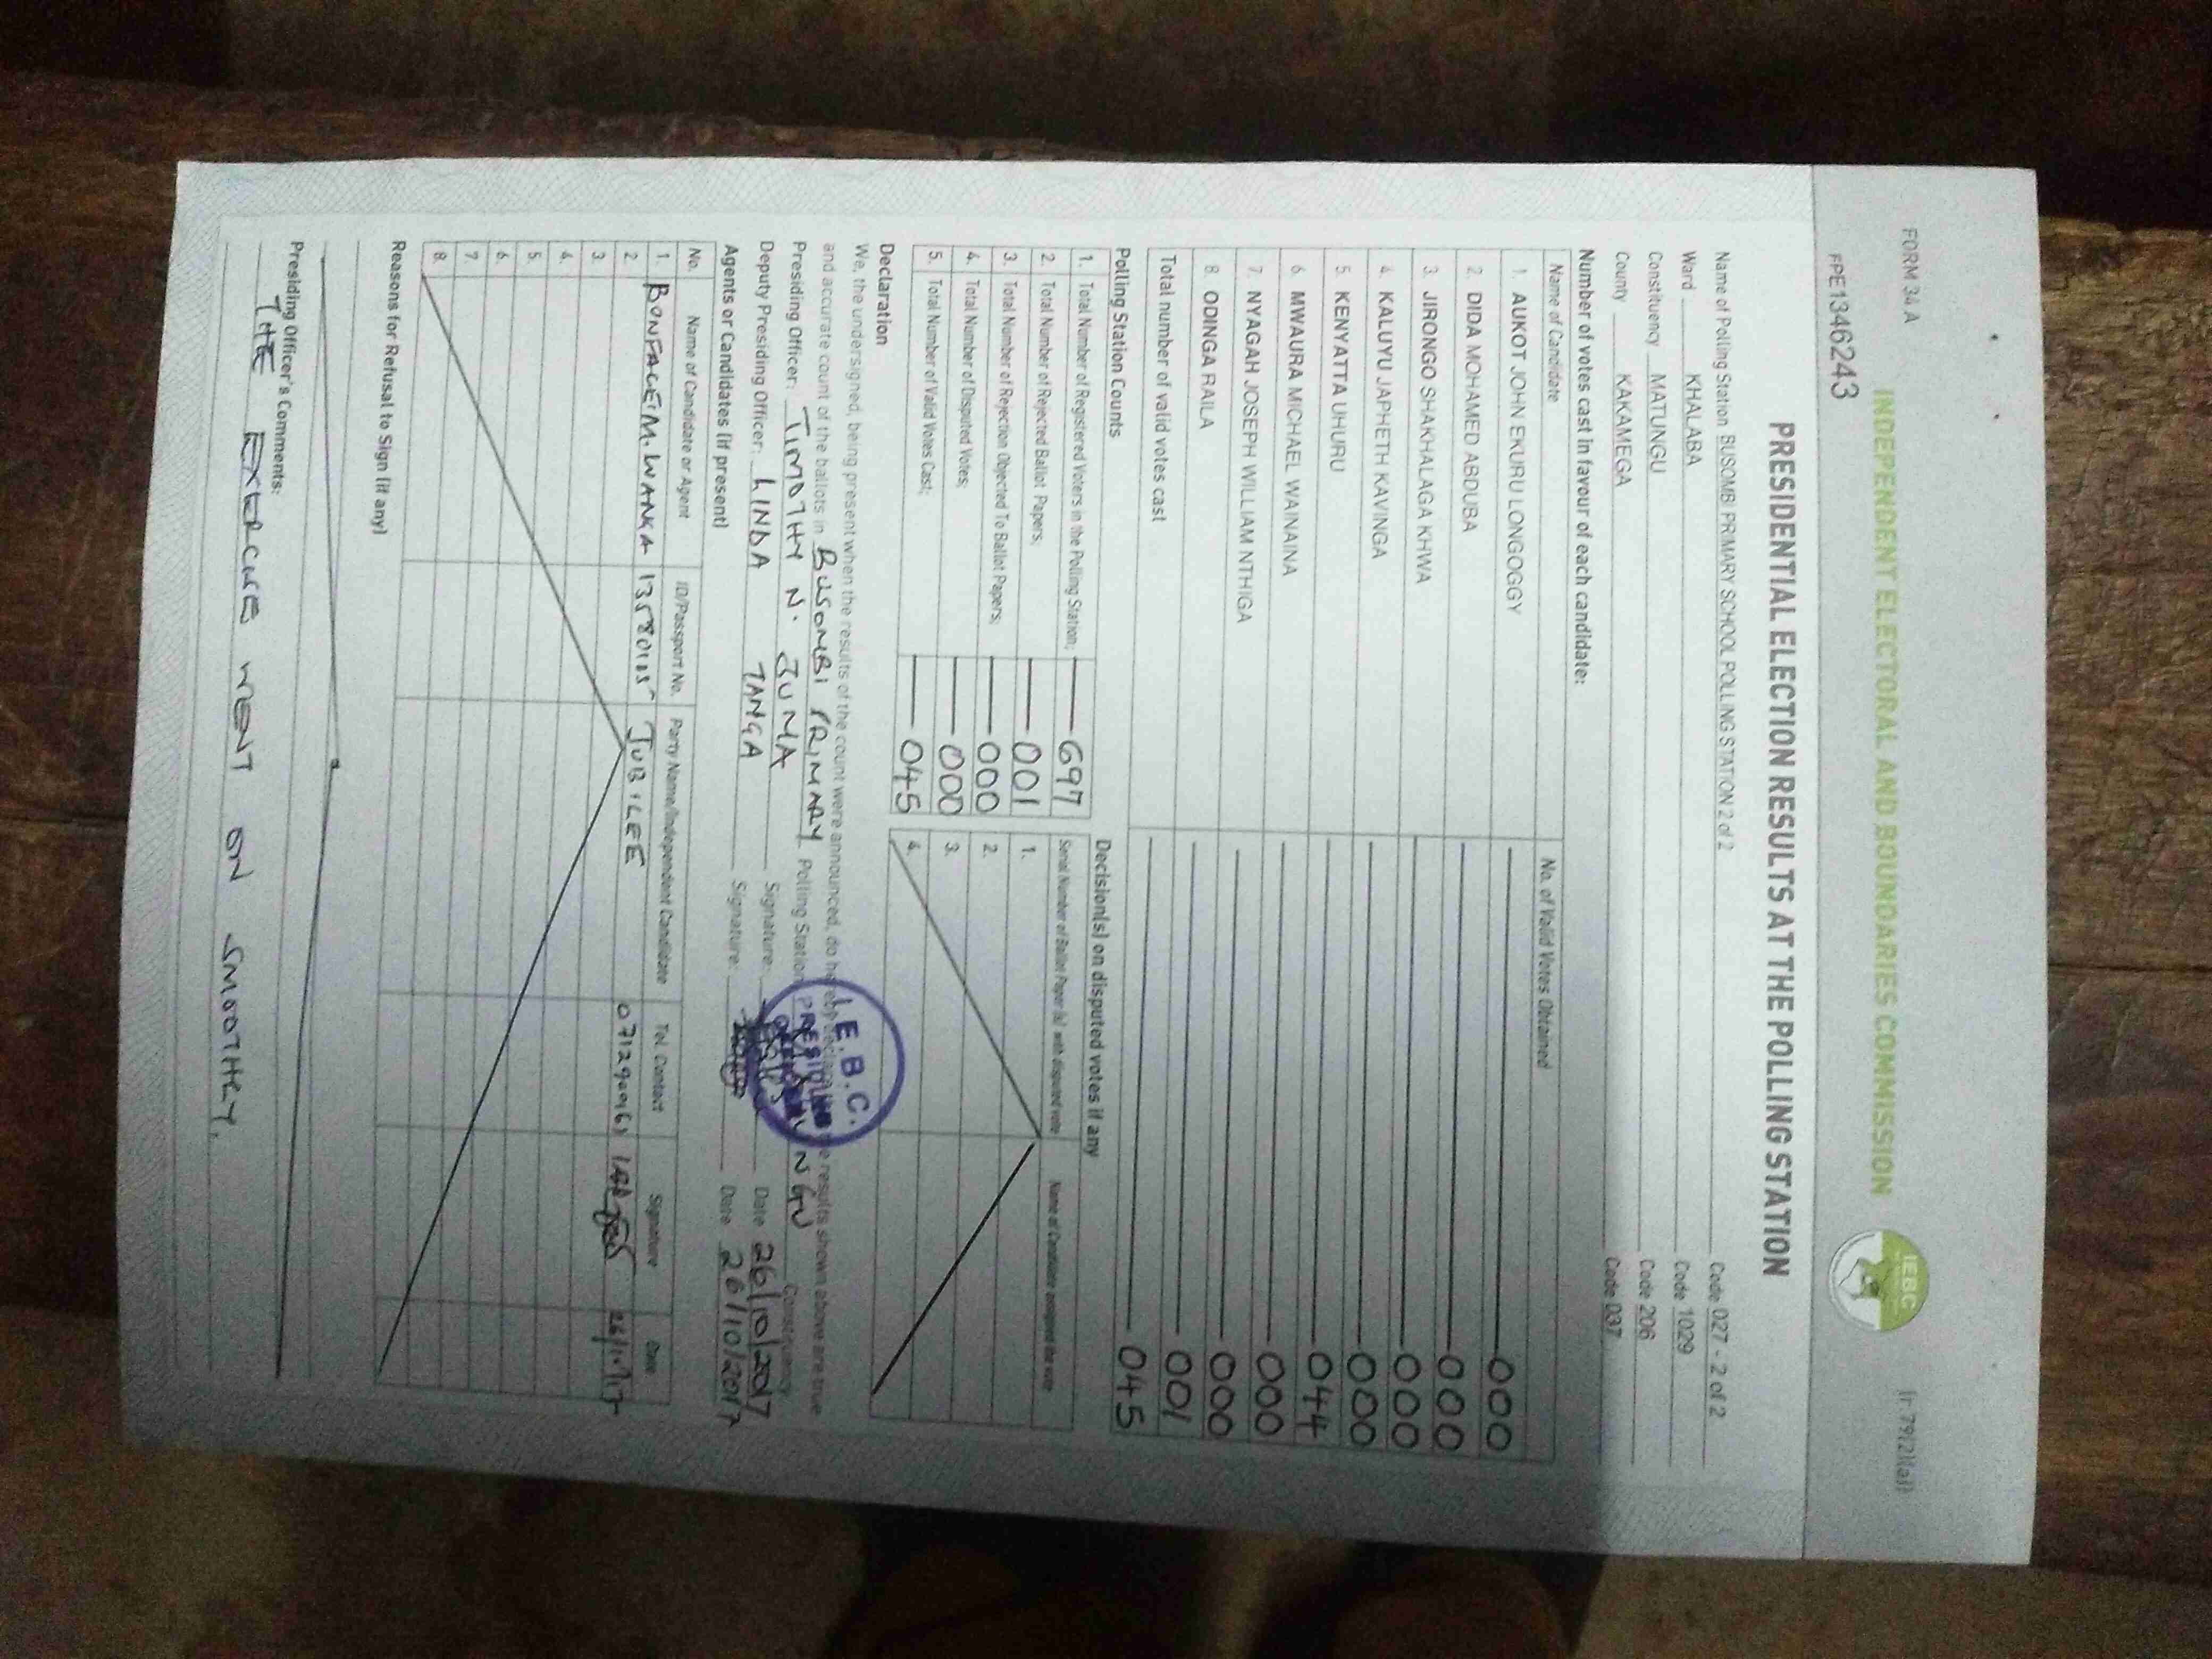 FORM 34 A (r 79(2)(a))
INDEPENDENT ELECTORAL AND BOUNDARIES COMMISSION
IEBC
FPE1346243
PRESIDENTIAL ELECTION RESULTS AT THE POLLING STATION
Name of Polling Station BUSOMBI PRIMARY SCHOOL POLLING STATION 2 of 2 Code 027 - 2 of 2
Ward KHALABA Code 1029
Constituency MATUNGU Code 206
County KAKAMEGA Code 037
Number of votes cast in favour of each candidate:
Name of Candidate No. of Valid Votes Obtained
1. AUKOT JOHN EKURU LONGOGGY 000
2. DIDA MOHAMED ABDUBA 000
3. JIRONGO SHAKHALAGA KHWA 000
4. KALUYU JAPHETH KAVINGA 000
5. KENYATTA UHURU 044
6. MWAURA MICHAEL WAINAINA 000
7. NYAGAH JOSEPH WILLIAM NTHIGA 000
8. ODINGA RAILA 001
Total number of valid votes cast 045
Polling Station Counts
1. Total Number of Registered Voters in the Polling Station; 697
2. Total Number of Rejected Ballot Papers; 001
3. Total Number of Rejection Objected To Ballot Papers; 000
4. Total Number of Disputed Votes; 000
5. Total Number of Valid Votes Cast; 045
Decision(s) on disputed votes if any
Serial Number of Ballot Paper (s) with disputed vote Name of Candidate assigned the vote
1.
2.
3.
4.
Declaration
We, the undersigned, being present when the results of the count were announced, do hereby declare the results shown above are true
and accurate count of the ballots in BUSOMBI PRIMARY Polling Station Constituency
I.E.B.C.
PRESIDING
Presiding Officer: TIMOTHY N. JUMA Signature: Date 26/10/2017
Deputy Presiding Officer: LINDA TANGA Signature: Date 26/10/2017
Agents or Candidates (if present)
No. Name of Candidate or Agent ID/Passport No. Party Name/Independent Candidate Tel. Contact Signature Date
1. BONFACE M. WANKA JUBILEE 26/10/17
2.
3.
4.
5.
6.
7.
8.
Reasons for Refusal to Sign (if any)
Presiding Officer's Comments:
THE EXERCISE WENT ON SMOOTHLY.